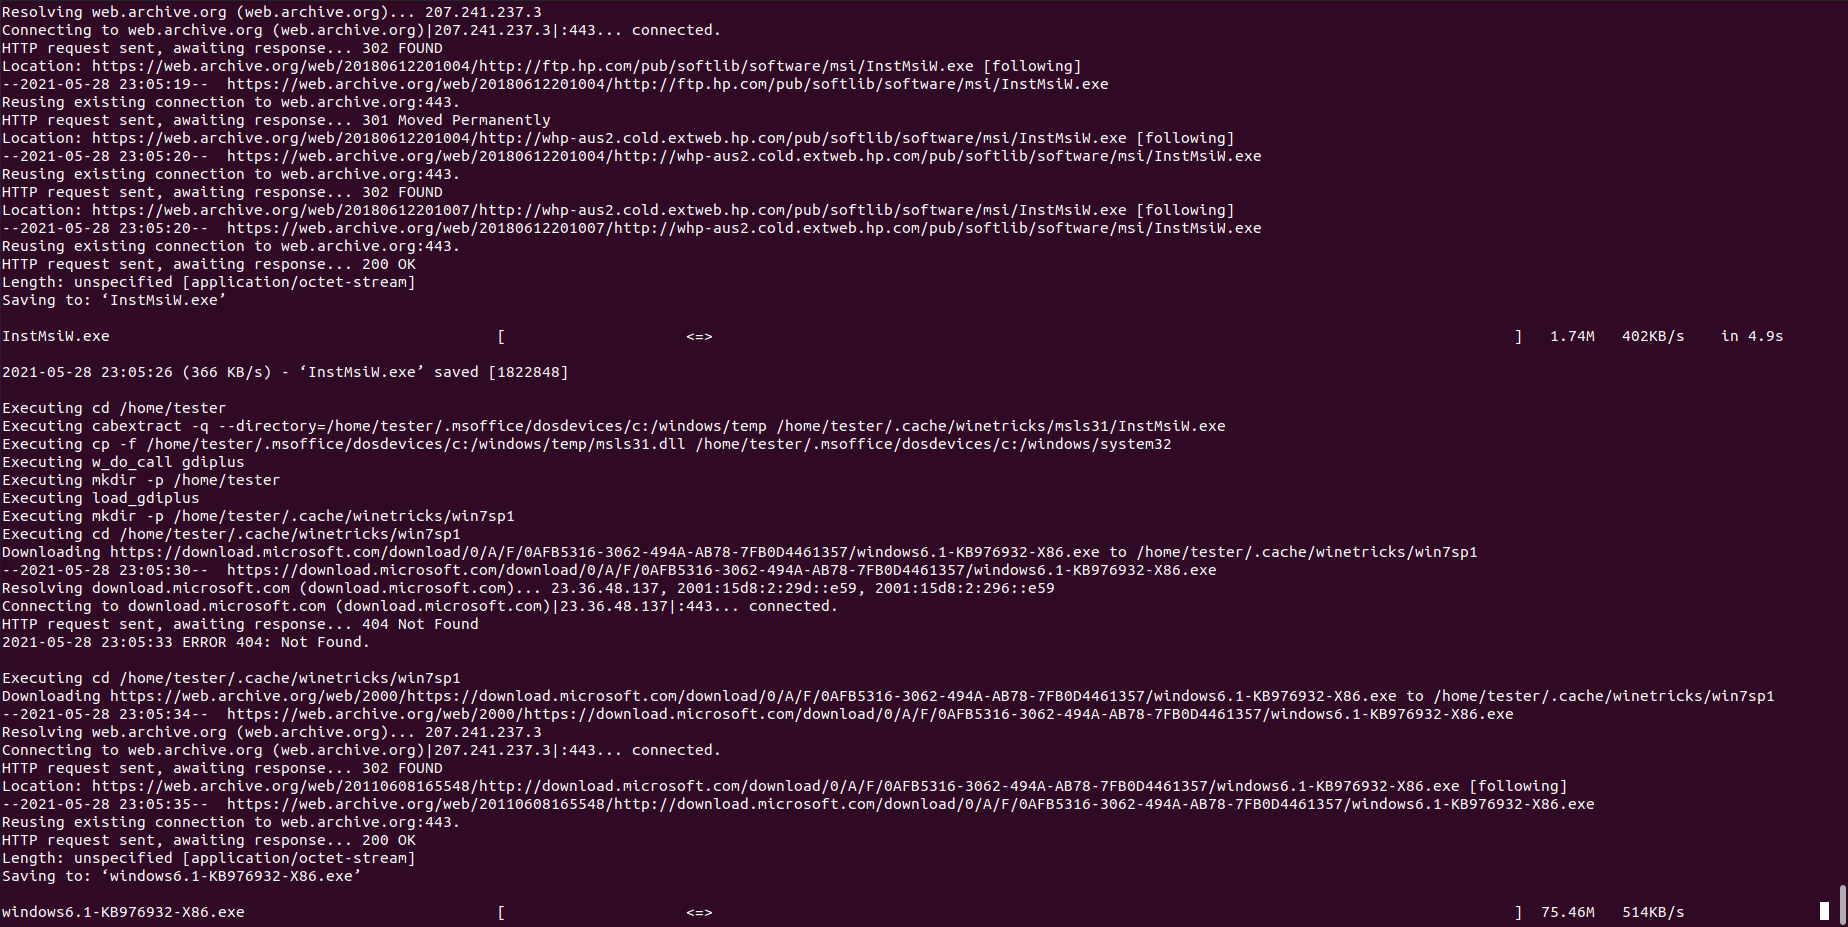 Resolving web.archive.org (web.archive.org)... 207.241.237.3
Connecting to web.archive.org (web.archive.org)|207.241.237.3|:443... connected.
HTTP request sent, awaiting response... 302 FOUND
Location: https://web.archive.org/web/20180612201004/http://ftp.hp.com/pub/softlib/software/msi/InstMsiW.exe [following]
--2021-05-28 23:05:19--  https://web.archive.org/web/20180612201004/http://ftp.hp.com/pub/softlib/software/msi/InstMsiW.exe
Reusing existing connection to web.archive.org:443.
HTTP request sent, awaiting response... 301 Moved Permanently
Location: https://web.archive.org/web/20180612201004/http://whp-aus2.cold.extweb.hp.com/pub/softlib/software/msi/InstMsiW.exe [following]
--2021-05-28 23:05:20--  https://web.archive.org/web/20180612201004/http://whp-aus2.cold.extweb.hp.com/pub/softlib/software/msi/InstMsiW.exe
Reusing existing connection to web.archive.org:443.
HTTP request sent, awaiting response... 302 FOUND
Location: https://web.archive.org/web/20180612201007/http://whp-aus2.cold.extweb.hp.com/pub/softlib/software/msi/InstMsiW.exe [following]
--2021-05-28 23:05:20--  https://web.archive.org/web/20180612201007/http://whp-aus2.cold.extweb.hp.com/pub/softlib/software/msi/InstMsiW.exe
Reusing existing connection to web.archive.org:443.
HTTP request sent, awaiting response... 200 OK
Length: unspecified [application/octet-stream]
Saving to: ‘InstMsiW.exe’
InstMsiW.exe [ <=> ] 1.74M 402KB/s in 4.9s
2021-05-28 23:05:26 (366 KB/s) - ‘InstMsiW.exe’ saved [1822848]
Executing cd /home/tester
Executing cabextract -q --directory=/home/tester/.msoffice/dosdevices/c:/windows/temp /home/tester/.cache/winetricks/msls31/InstMsiW.exe
Executing cp -f /home/tester/.msoffice/dosdevices/c:/windows/temp/msls31.dll /home/tester/.msoffice/dosdevices/c:/windows/system32
Executing w_do_call gdiplus
Executing mkdir -p /home/tester
Executing load_gdiplus
Executing mkdir -p /home/tester/.cache/winetricks/win7sp1
Executing cd /home/tester/.cache/winetricks/win7sp1
Downloading https://download.microsoft.com/download/0/A/F/0AFB5316-3062-494A-AB78-7FB0D4461357/windows6.1-KB976932-X86.exe to /home/tester/.cache/winetricks/win7sp1
--2021-05-28 23:05:30--  https://download.microsoft.com/download/0/A/F/0AFB5316-3062-494A-AB78-7FB0D4461357/windows6.1-KB976932-X86.exe
Resolving download.microsoft.com (download.microsoft.com)... 23.36.48.137, 2001:15d8:2:29d::e59, 2001:15d8:2:296::e59
Connecting to download.microsoft.com (download.microsoft.com)|23.36.48.137|:443... connected.
HTTP request sent, awaiting response... 404 Not Found
2021-05-28 23:05:33 ERROR 404: Not Found.
Executing cd /home/tester/.cache/winetricks/win7sp1
Downloading https://web.archive.org/web/2000/https://download.microsoft.com/download/0/A/F/0AFB5316-3062-494A-AB78-7FB0D4461357/windows6.1-KB976932-X86.exe to /home/tester/.cache/winetricks/win7sp1
--2021-05-28 23:05:34--  https://web.archive.org/web/2000/https://download.microsoft.com/download/0/A/F/0AFB5316-3062-494A-AB78-7FB0D4461357/windows6.1-KB976932-X86.exe
Resolving web.archive.org (web.archive.org)... 207.241.237.3
Connecting to web.archive.org (web.archive.org)|207.241.237.3|:443... connected.
HTTP request sent, awaiting response... 302 FOUND
Location: https://web.archive.org/web/20110608165548/http://download.microsoft.com/download/0/A/F/0AFB5316-3062-494A-AB78-7FB0D4461357/windows6.1-KB976932-X86.exe [following]
--2021-05-28 23:05:35--  https://web.archive.org/web/20110608165548/http://download.microsoft.com/download/0/A/F/0AFB5316-3062-494A-AB78-7FB0D4461357/windows6.1-KB976932-X86.exe
Reusing existing connection to web.archive.org:443.
HTTP request sent, awaiting response... 200 OK
Length: unspecified [application/octet-stream]
Saving to: ‘windows6.1-KB976932-X86.exe’
windows6.1-KB976932-X86.exe [ <=> ] 75.46M 514KB/s